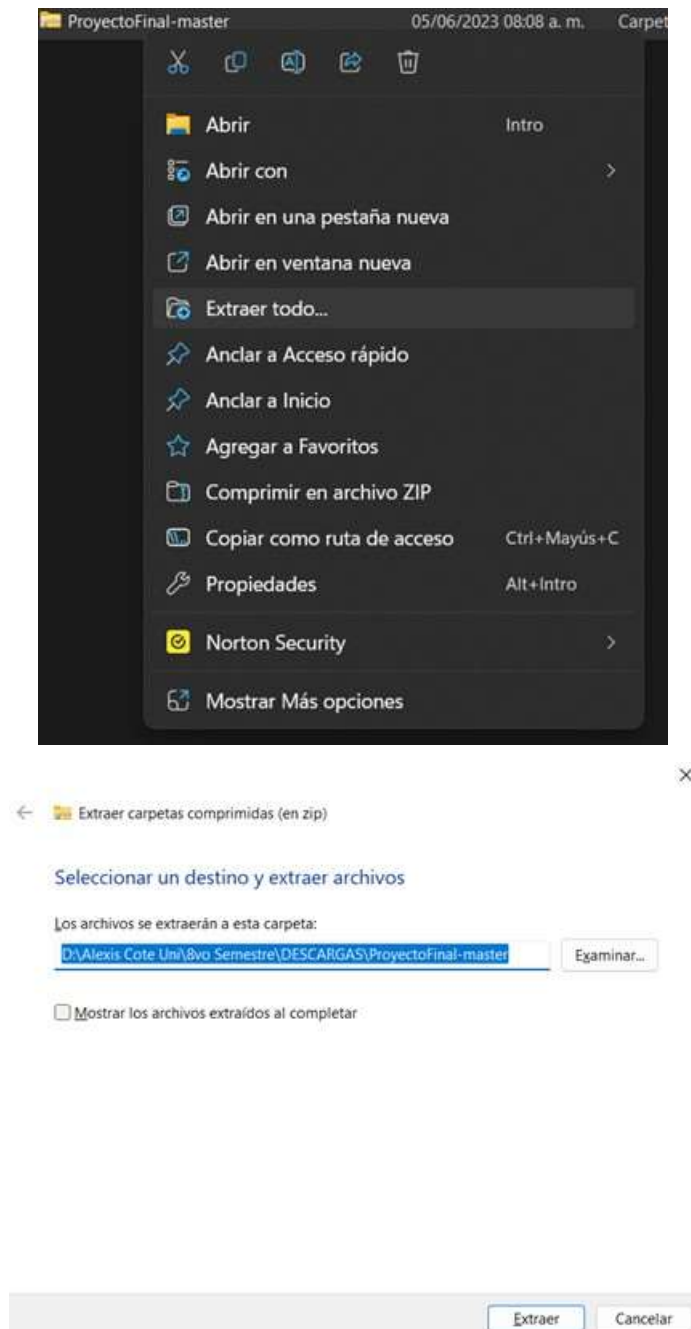 ProyectoFinal-master 05/06/2023 08:08 a. m. Carpet
Abrir Intro
Abrir con
Abrir en una pestaña nueva
Abrir en ventana nueva
Extraer todo...
Anclar a Acceso rápido
Anclar a Inicio
Agregar a Favoritos
Comprimir en archivo ZIP
Copiar como ruta de acceso Ctrl+Mayús+C
Propiedades Alt+Intro
Norton Security
Mostrar Más opciones
Extraer carpetas comprimidas (en zip)
Seleccionar un destino y extraer archivos
Los archivos se extraerán a esta carpeta:
D:\Alexis Cote Uni\8vo Semestre\DESCARGAS\ProyectoFinal-master Examinar...
Mostrar los archivos extraídos al completar
Extraer Cancelar